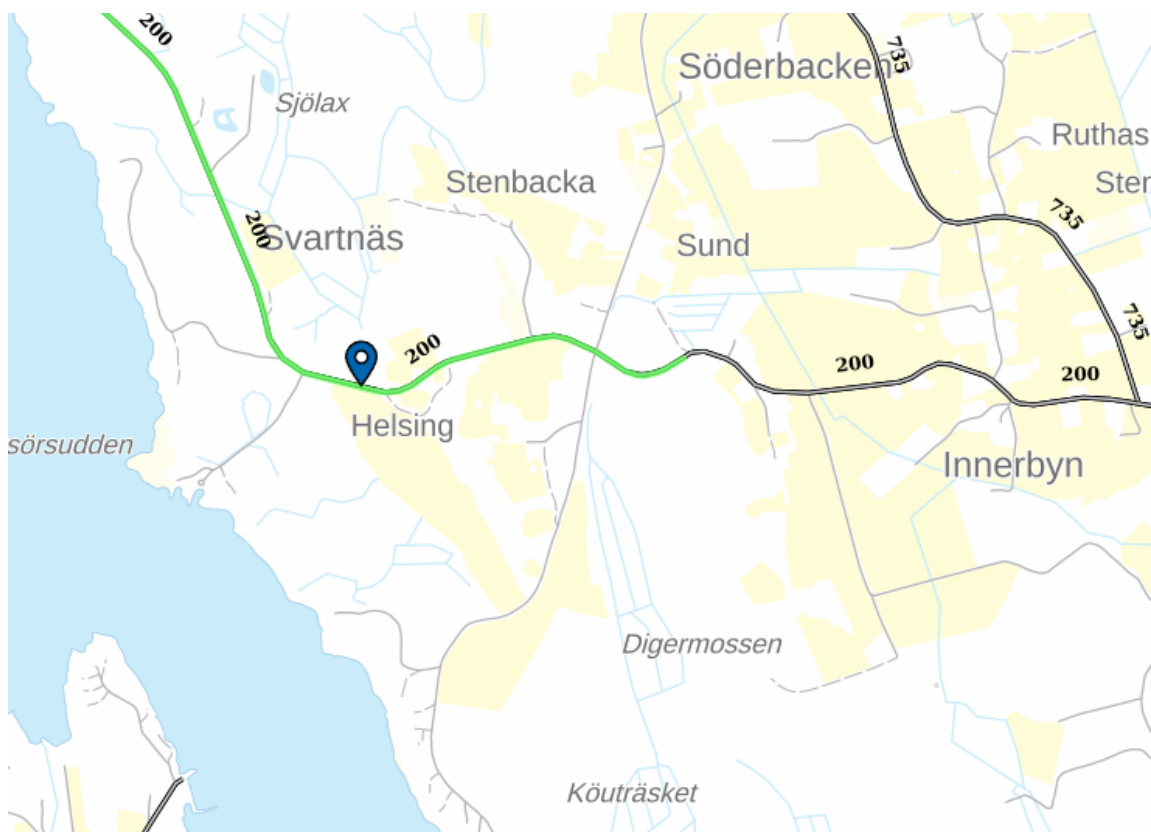 200
735
Söderbacken
Sjölax
Ruthas
Stenbacka
Ster
200
735
Svartnäs
Sund
735
200
200
200
Helsing
sörsudden
Innerbyn
Digermossen
Köuträsket